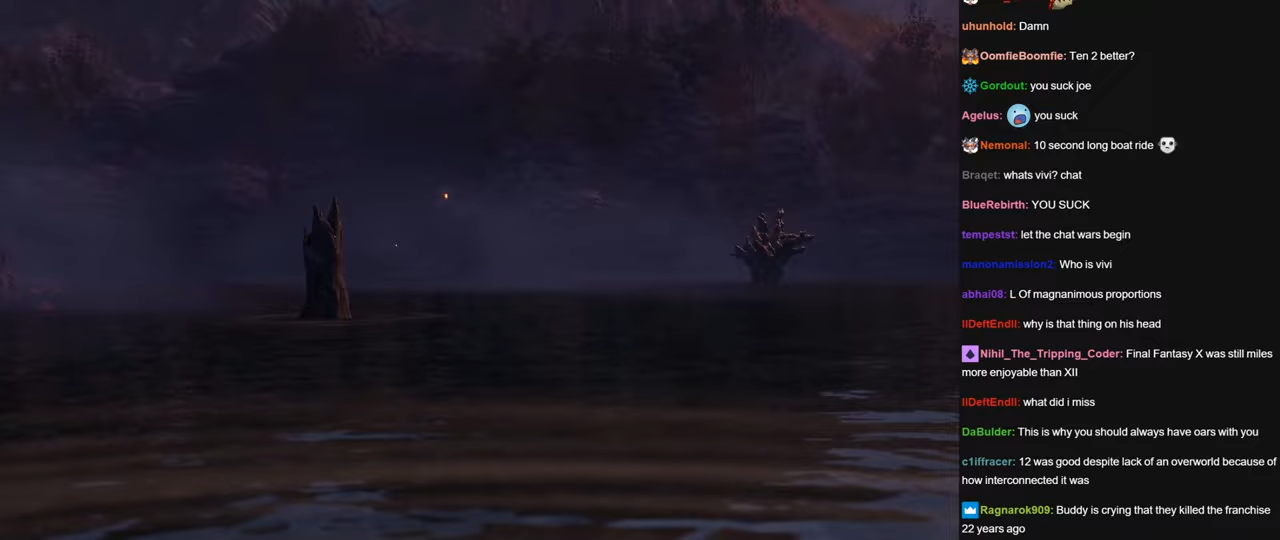 uhunhold: Damn
OomfieBoomfie: Ten 2 better?
Gordout: you suck joe
Agelus: you suck
Nemonal: 10 second long boat ride
Braqet: whats vivi? chat
BlueRebirth: YOU SUCK
tempestst: let the chat wars begin
manonamission2: Who is vivi
abhai08: L Of magnanimous proportions
IIDeftEndII: why is that thing on his head
Nihil_The_Tripping_Coder: Final Fantasy X was still miles
more enjoyable than XII
IIDeftEndII: what did i miss
DaBulder: This is why you should always have oars with you
c1iffracer: 12 was good despite lack of an overworld because of
how interconnected it was
Ragnarok909: Buddy is crying that they killed the franchise
22 years ago